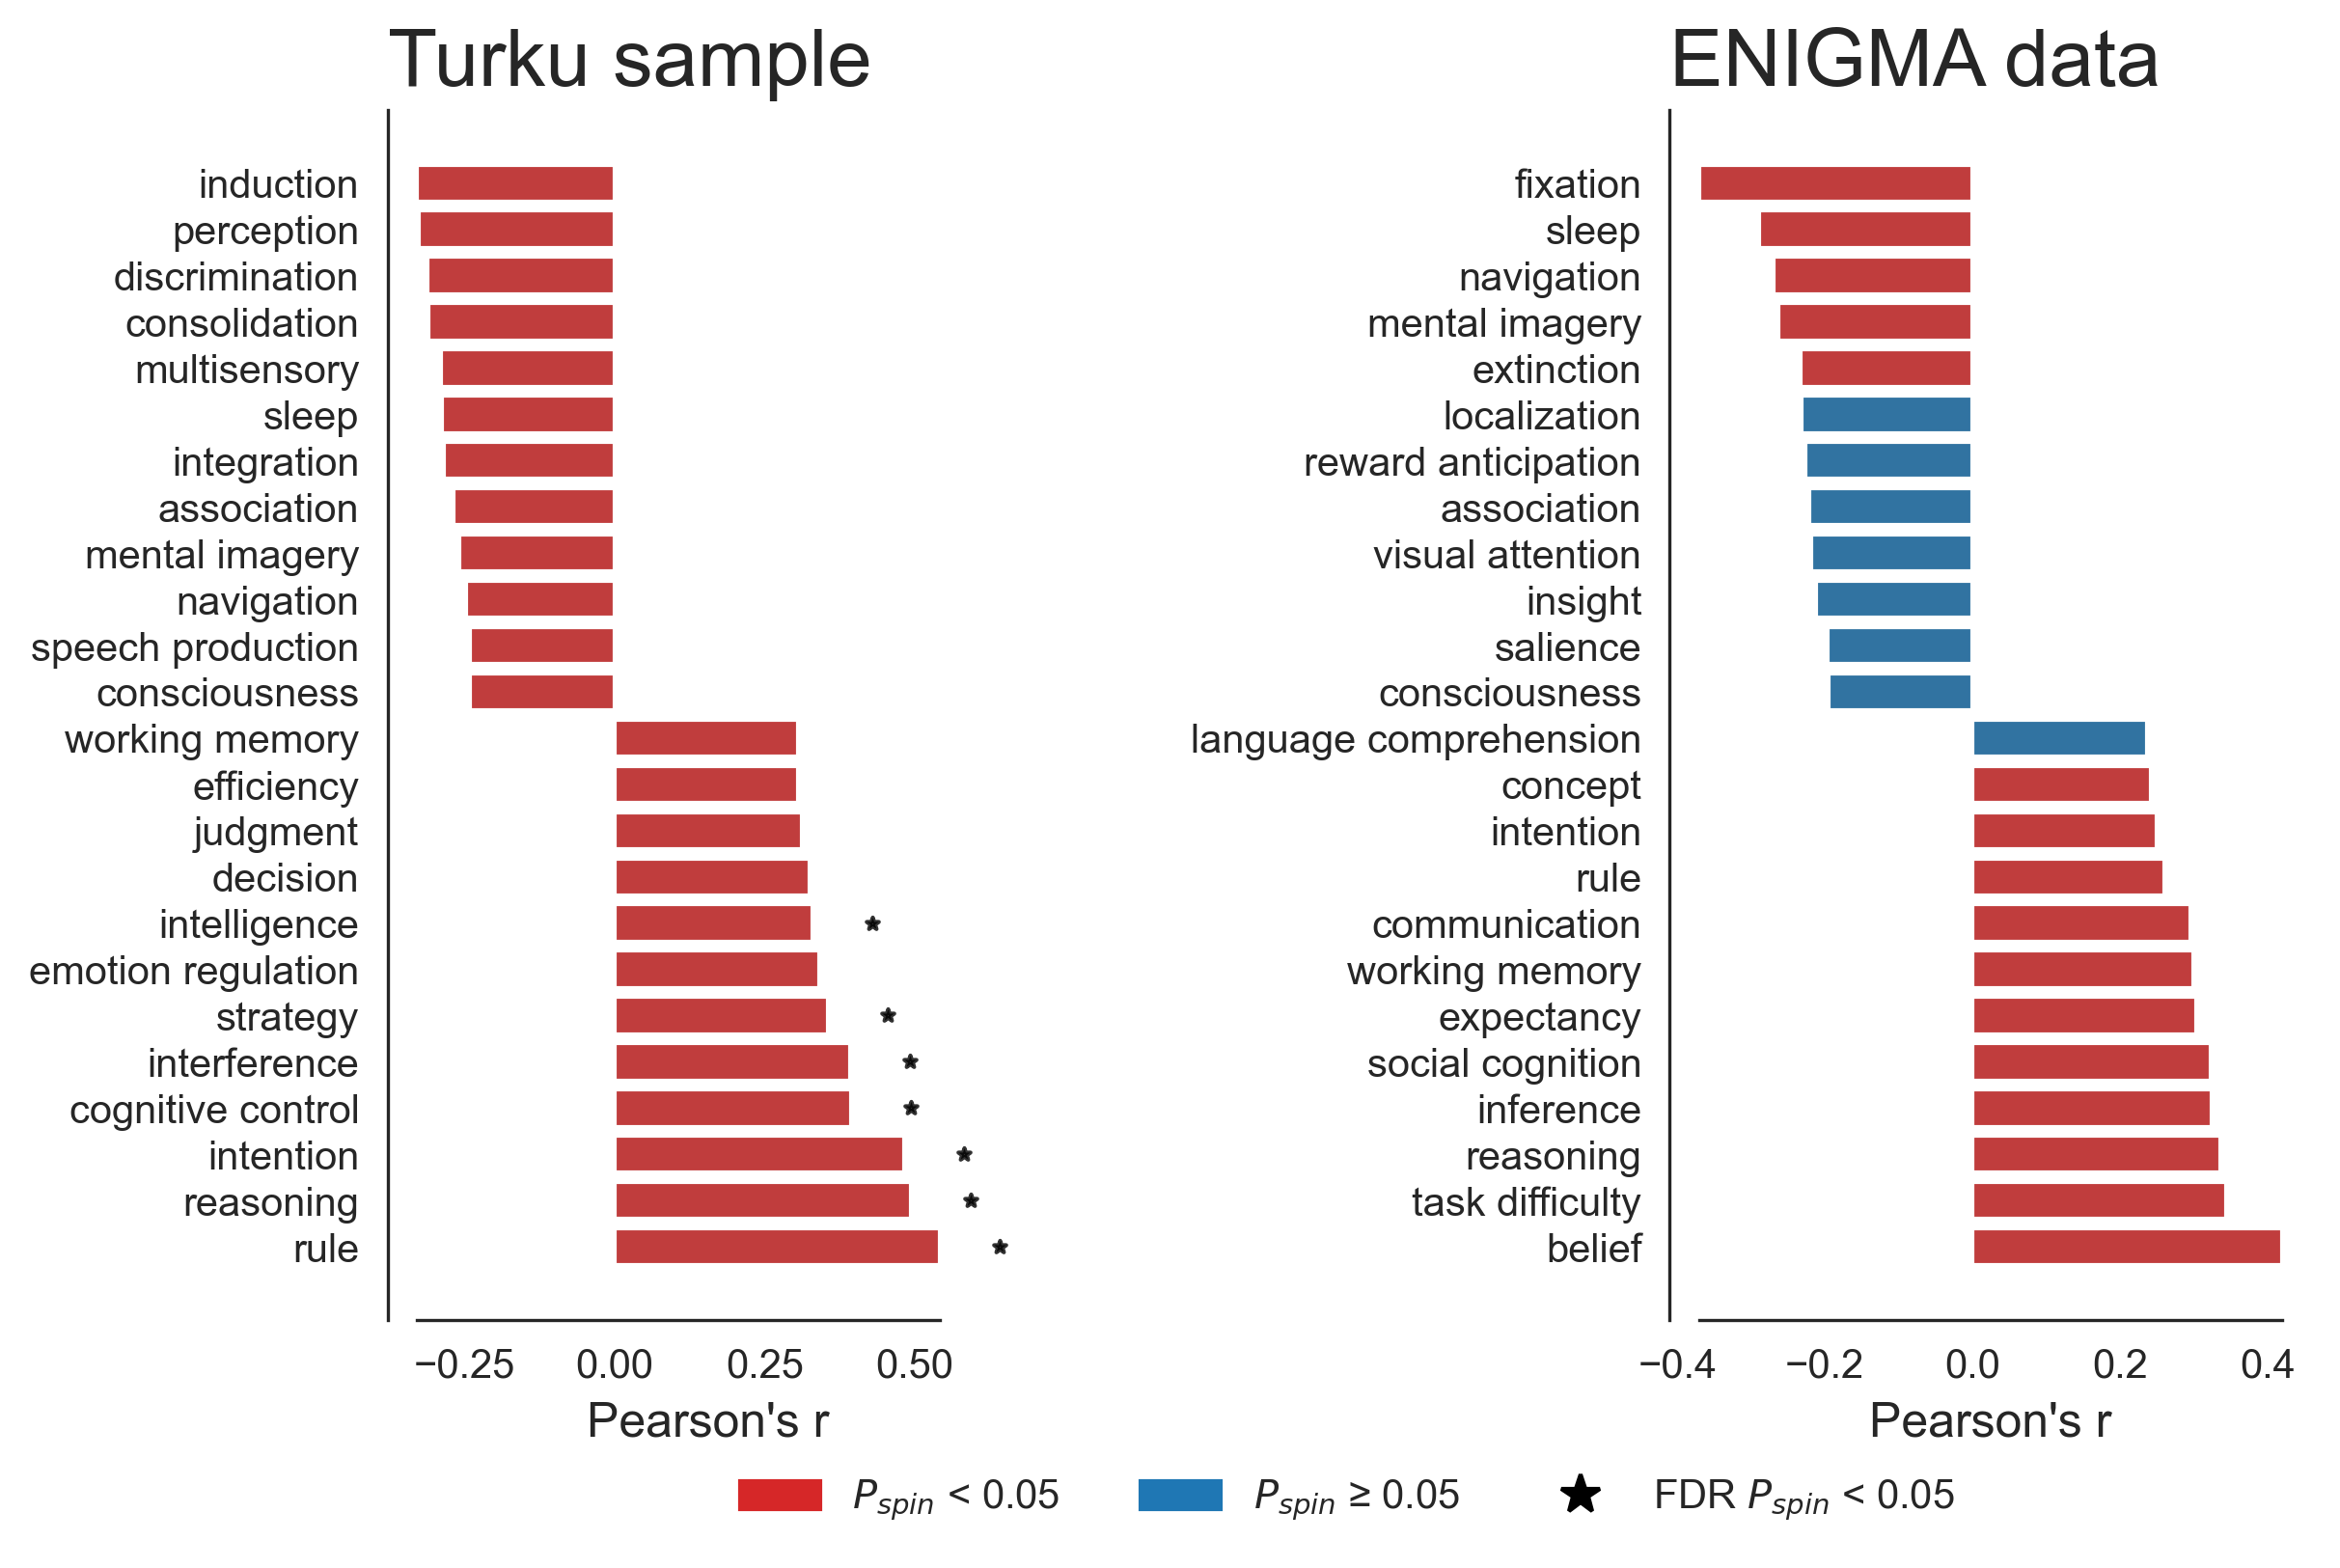 Turku sample
induction
perception
discrimination
consolidation
multisensory
sleep
integration
association
mental imagery
navigation
speech production
consciousness
working memory
efficiency
judgment
decision
intelligence
emotion regulation
strategy
interference
cognitive control
intention
reasoning
rule
−0.25 0.00 0.25 0.50
Pearson's r
ENIGMA data
fixation
sleep
navigation
mental imagery
extinction
localization
reward anticipation
association
visual attention
insight
salience
consciousness
language comprehension
concept
intention
rule
communication
working memory
expectancy
social cognition
inference
reasoning
task difficulty
belief
−0.4 −0.2 0.0 0.2 0.4
Pearson's r
P_spin < 0.05 P_spin ≥ 0.05 FDR P_spin < 0.05